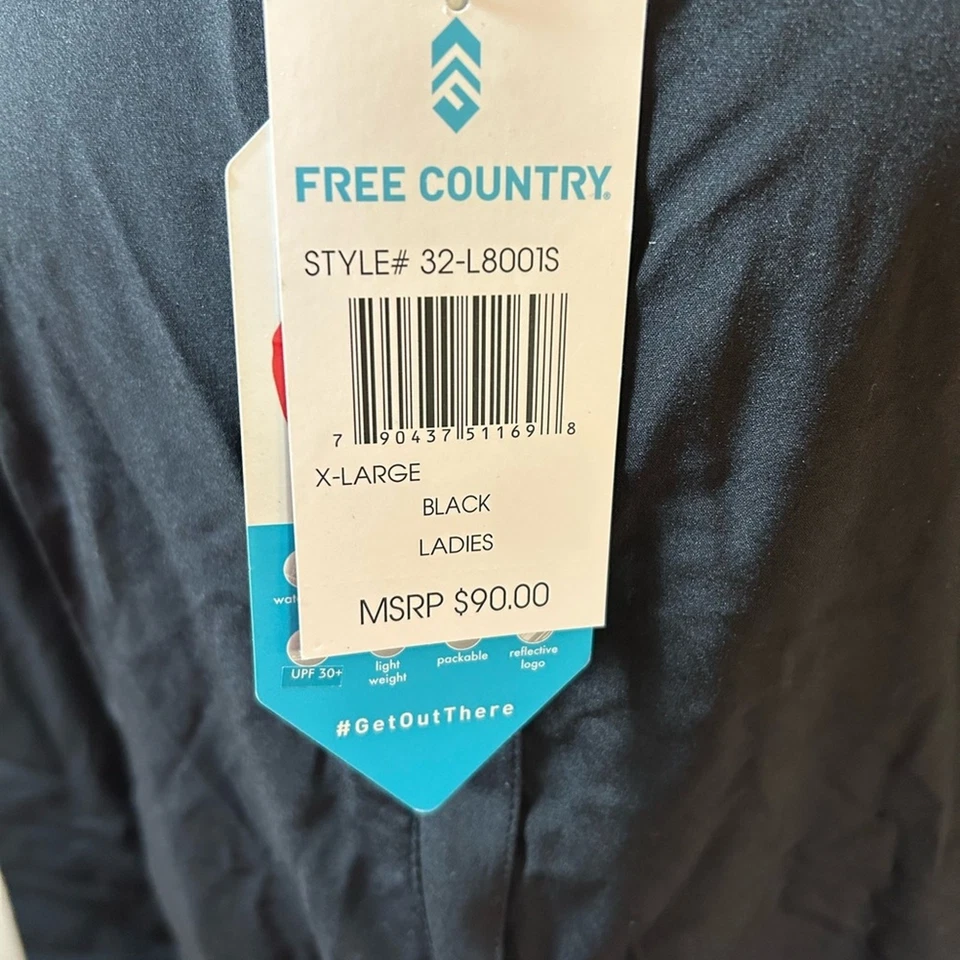 FREE COUNTRY®
STYLE# 32-L8001S
7 90437 51169 8
X-LARGE
BLACK
LADIES
MSRP $90.00
UPF 30+
light
weight
packable
reflective
logo
#GetOutThere